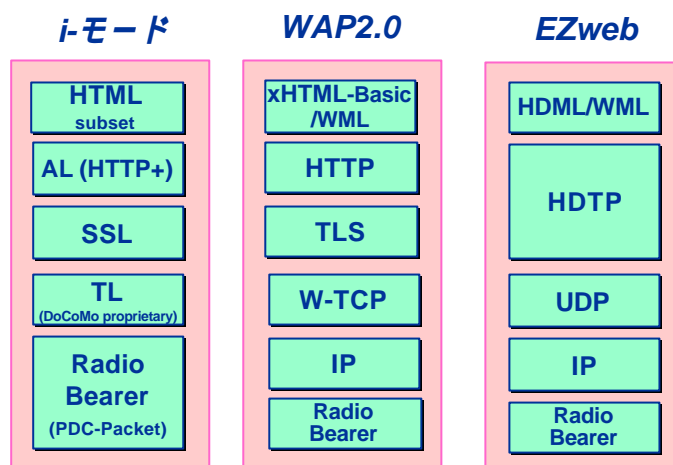 i-モード
HTML
subset
AL (HTTP+)
SSL
TL
(DoCoMo proprietary)
Radio
Bearer
(PDC-Packet)
WAP2.0
xHTML-Basic
/WML
HTTP
TLS
W-TCP
IP
Radio
Bearer
EZweb
HDML/WML
HDTP
UDP
IP
Radio
Bearer